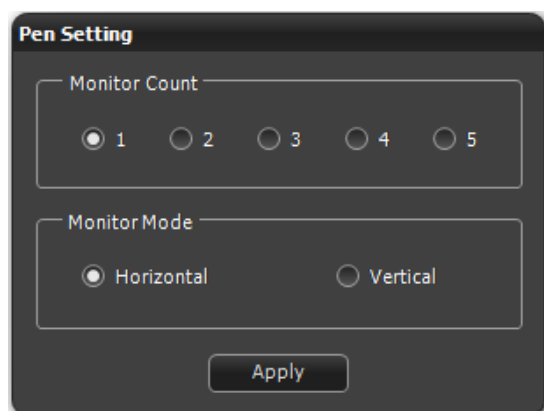 Pen Setting
Monitor Count
1 2 3 4 5
Monitor Mode
Horizontal Vertical
Apply